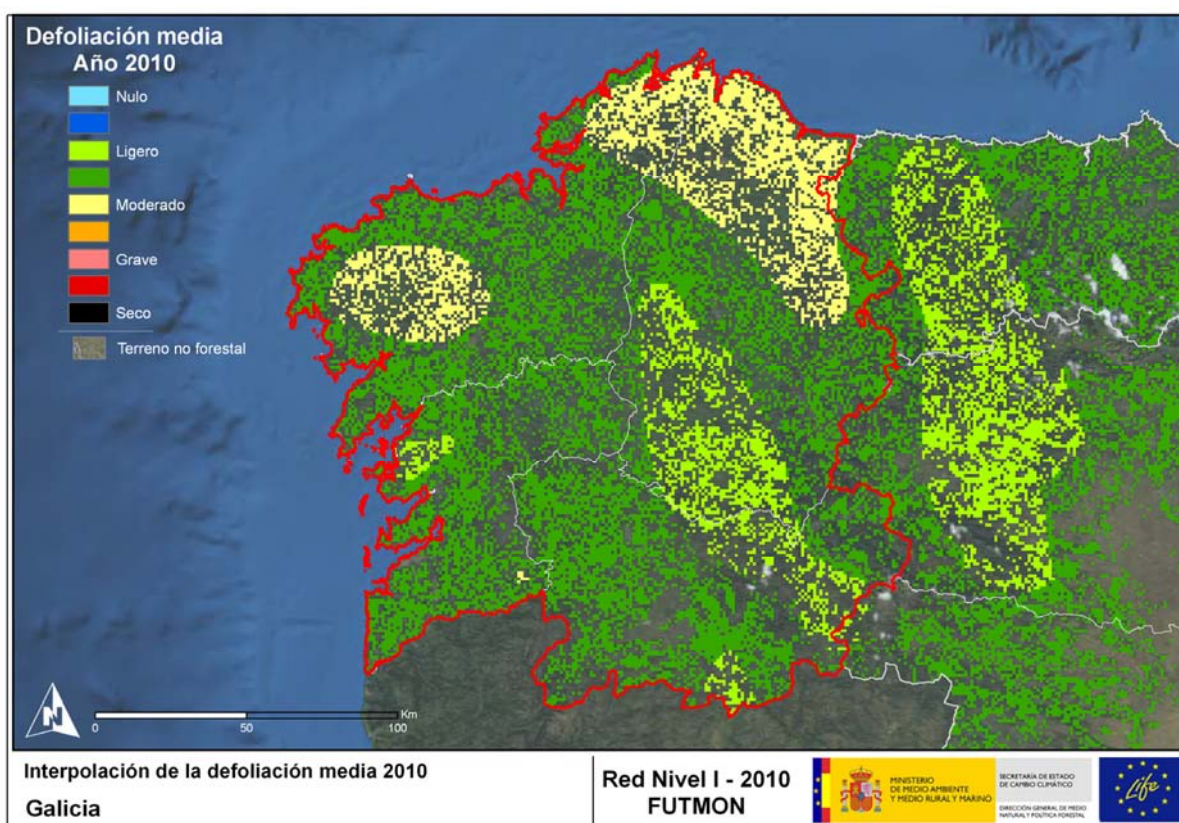 Defoliación media
Año 2010
Nulo
Ligero
Moderado
Grave
Seco
Terreno no forestal
N
0
50
100
Km
Interpolación de la defoliación media 2010
Galicia
Red Nivel I - 2010
FUTMON
MINISTERIO
DE MEDIO AMBIENTE
Y MEDIO RURAL Y MARINO
SECRETARÍA DE ESTADO
DE CAMBIO CLIMÁTICO
DIRECCIÓN GENERAL DE MEDIO
NATURAL Y POLÍTICA FORESTAL
Life